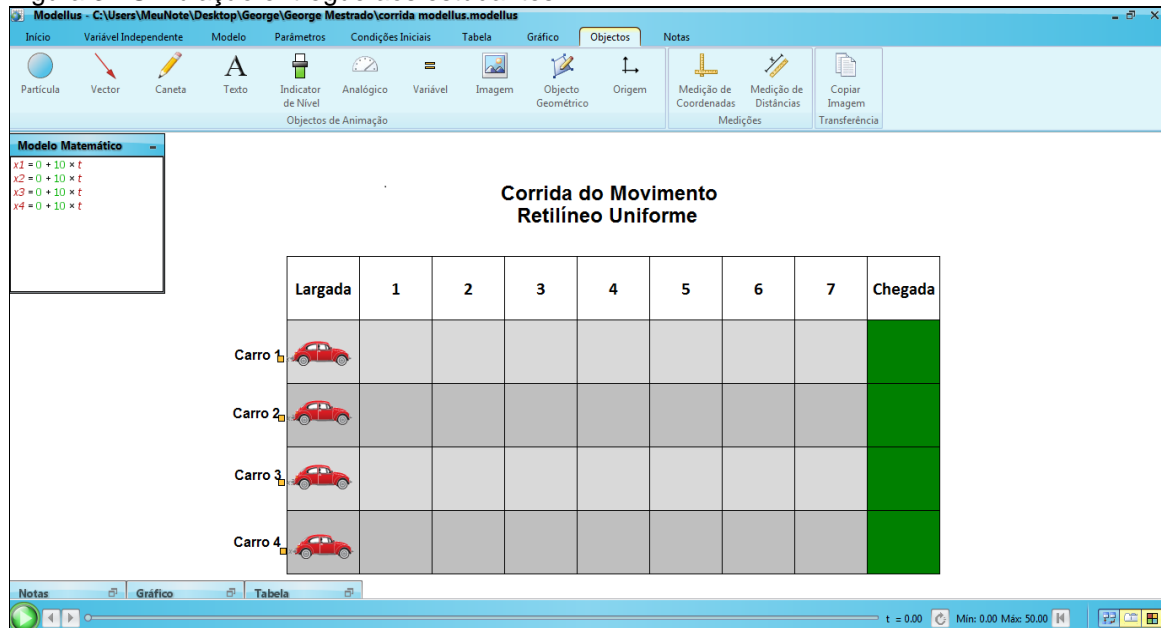 Modellus - C:\Users\MeuNote\Desktop\George\George Mestrado\corrida modellus.modellus
Início Variável Independente Modelo Parâmetros Condições Iniciais Tabela Gráfico Objectos Notas
Partícula Vector Caneta Texto Indicator de Nível Analógico Variável Imagem Objecto Geométrico Origem Medição de Coordenadas Medição de Distâncias Copiar Imagem
Objectos de Animação Medições Transferência
Modelo Matemático
x1 = 0 + 10 × t
x2 = 0 + 10 × t
x3 = 0 + 10 × t
x4 = 0 + 10 × t
Corrida do Movimento
Retilíneo Uniforme
Largada 1 2 3 4 5 6 7 Chegada
Carro 1
Carro 2
Carro 3
Carro 4
Notas Gráfico Tabela
t = 0.00 Mín: 0.00 Máx: 50.00